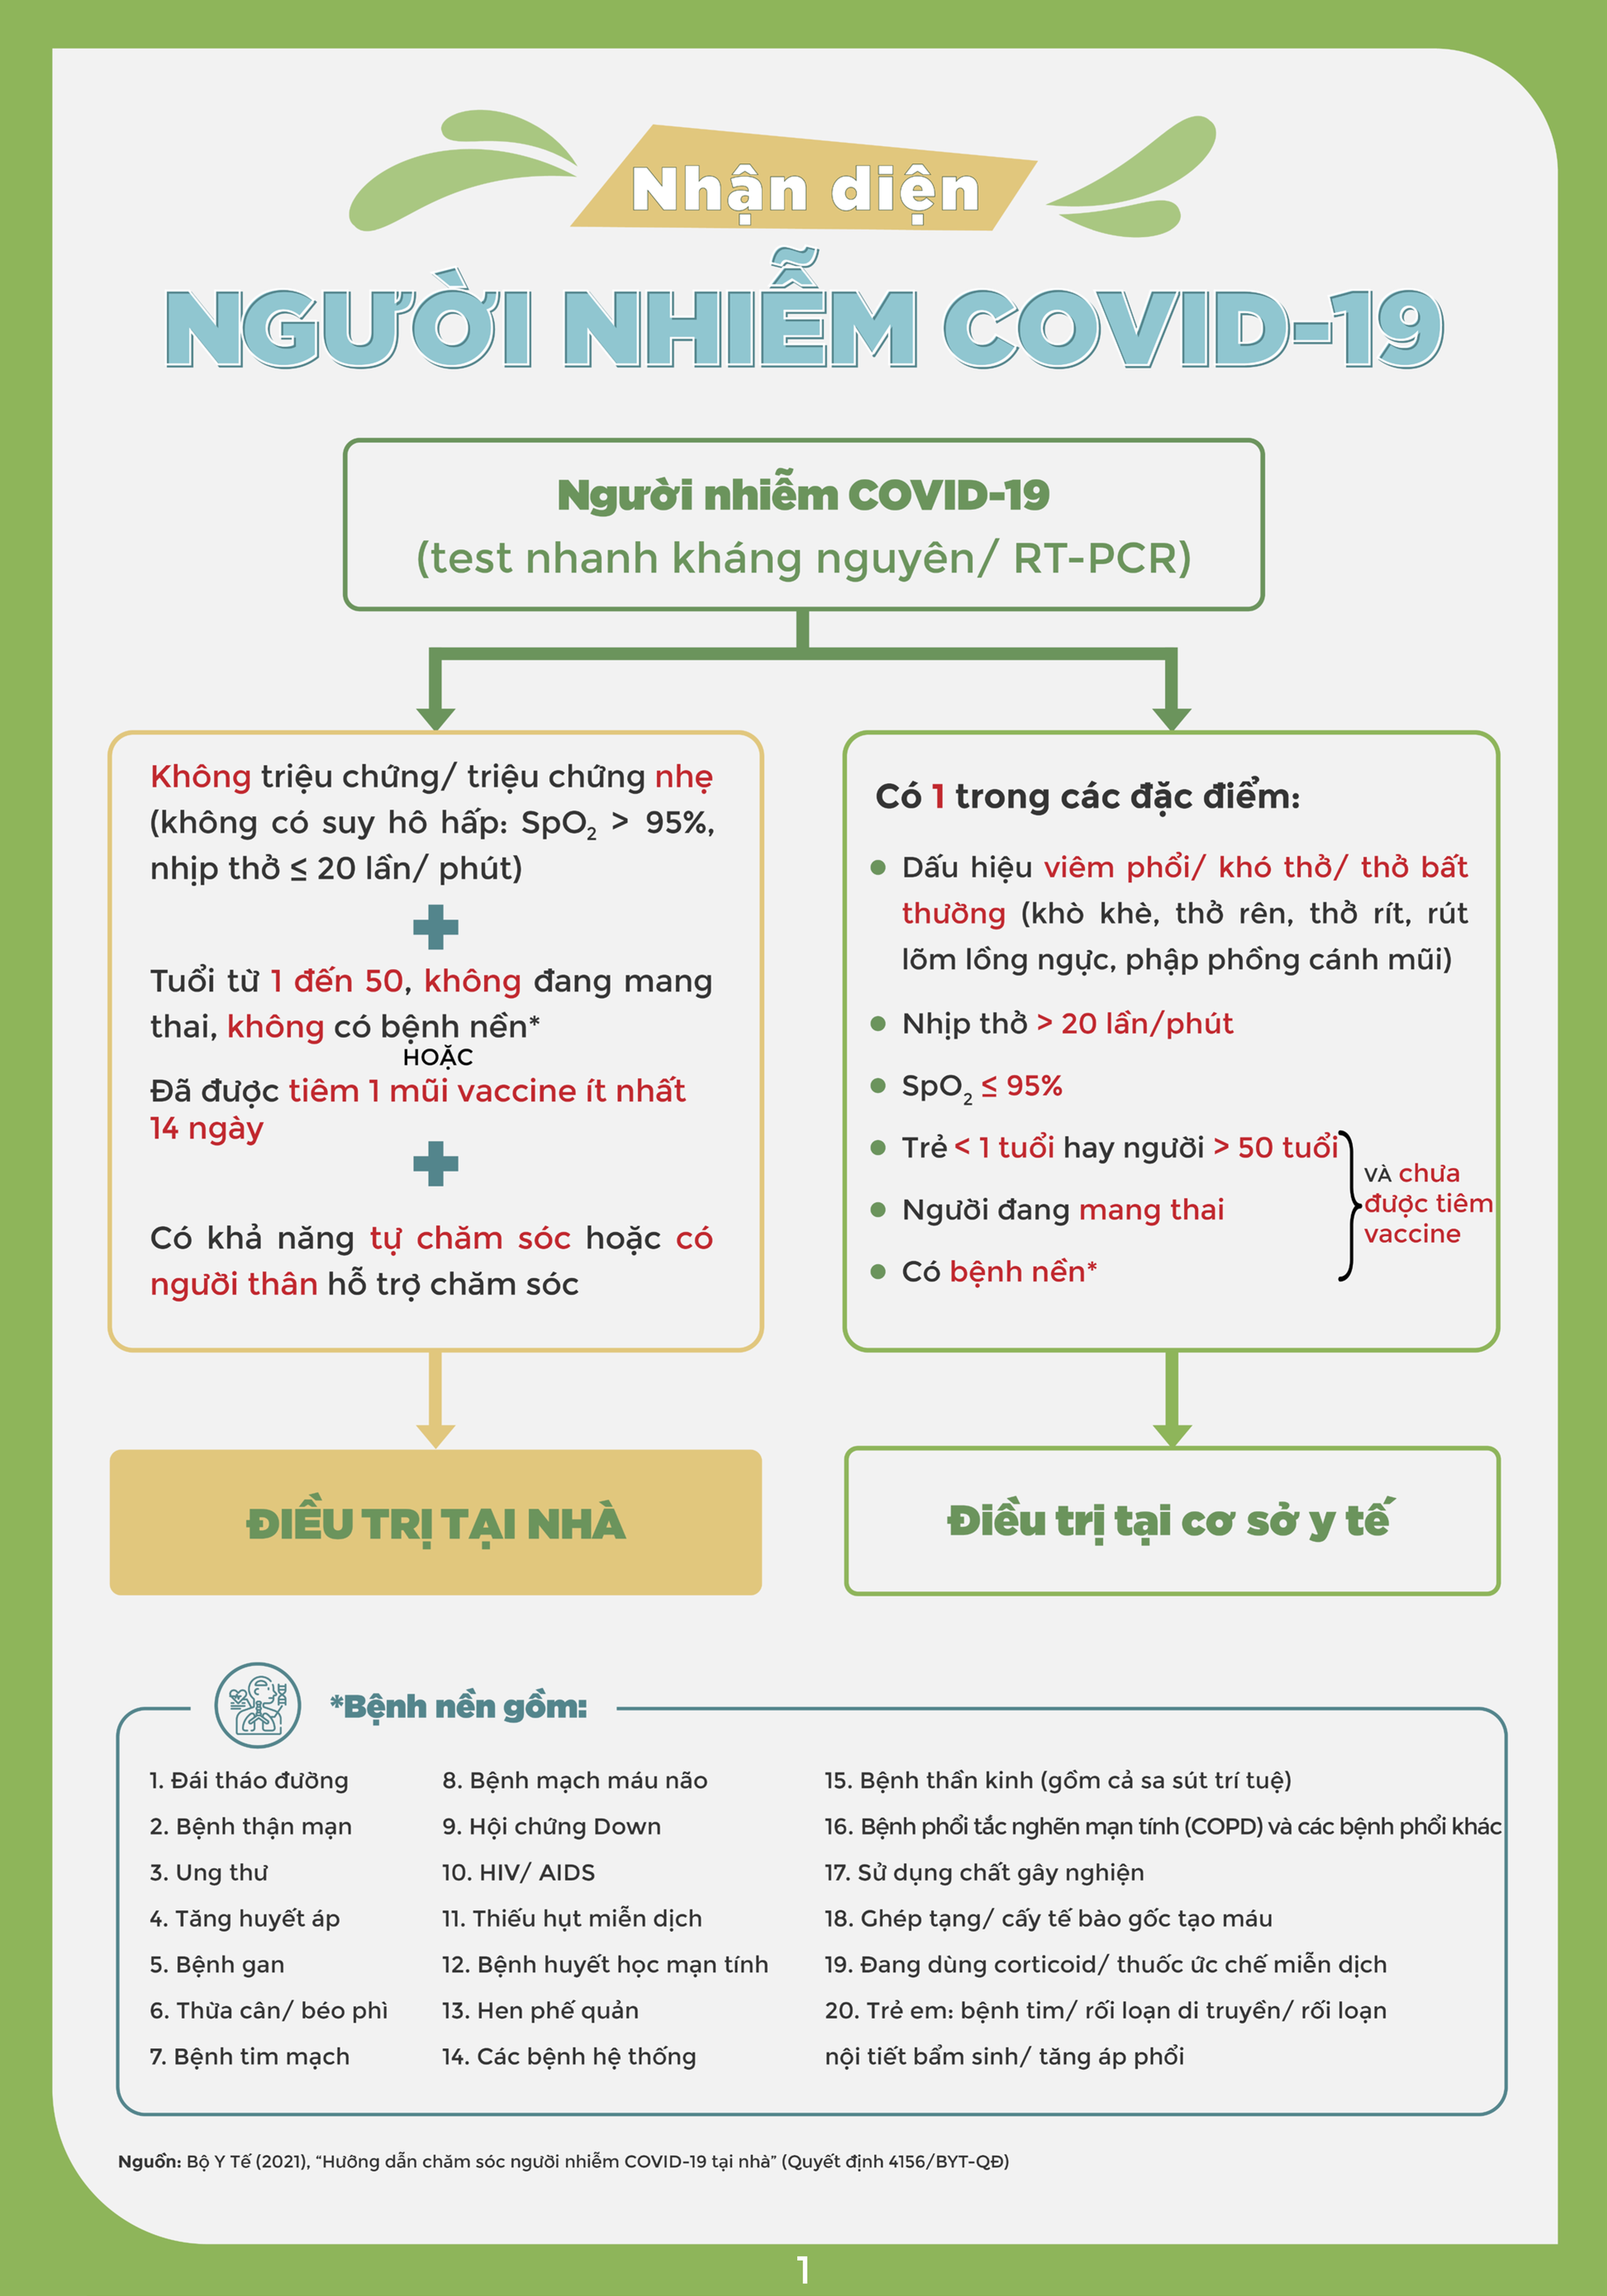 Nhận diện
NGƯỜI NHIỄM COVID-19
Người nhiễm COVID-19
(test nhanh kháng nguyên/ RT-PCR)
Không triệu chứng/ triệu chứng nhẹ
(không có suy hô hấp: SpO₂ > 95%,
nhịp thở ≤ 20 lần/ phút)
Tuổi từ 1 đến 50, không đang mang
thai, không có bệnh nền*
HOẶC
Đã được tiêm 1 mũi vaccine ít nhất
14 ngày
Có khả năng tự chăm sóc hoặc có
người thân hỗ trợ chăm sóc
ĐIỀU TRỊ TẠI NHÀ
Có 1 trong các đặc điểm:
Dấu hiệu viêm phổi/ khó thở/ thở bất
thường (khò khè, thở rên, thở rít, rút
lõm lồng ngực, phập phồng cánh mũi)
Nhịp thở > 20 lần/phút
SpO₂ ≤ 95%
Trẻ < 1 tuổi hay người > 50 tuổi
Người đang mang thai
Có bệnh nền*
VÀ chưa
được tiêm
vaccine
Điều trị tại cơ sở y tế
*Bệnh nền gồm:
1. Đái tháo đường
2. Bệnh thận mạn
3. Ung thư
4. Tăng huyết áp
5. Bệnh gan
6. Thừa cân/ béo phì
7. Bệnh tim mạch
8. Bệnh mạch máu não
9. Hội chứng Down
10. HIV/ AIDS
11. Thiếu hụt miễn dịch
12. Bệnh huyết học mạn tính
13. Hen phế quản
14. Các bệnh hệ thống
15. Bệnh thần kinh (gồm cả sa sút trí tuệ)
16. Bệnh phổi tắc nghẽn mạn tính (COPD) và các bệnh phổi khác
17. Sử dụng chất gây nghiện
18. Ghép tạng/ cấy tế bào gốc tạo máu
19. Đang dùng corticoid/ thuốc ức chế miễn dịch
20. Trẻ em: bệnh tim/ rối loạn di truyền/ rối loạn
nội tiết bẩm sinh/ tăng áp phổi
Nguồn: Bộ Y Tế (2021), “Hướng dẫn chăm sóc người nhiễm COVID-19 tại nhà” (Quyết định 4156/BYT-QĐ)
1